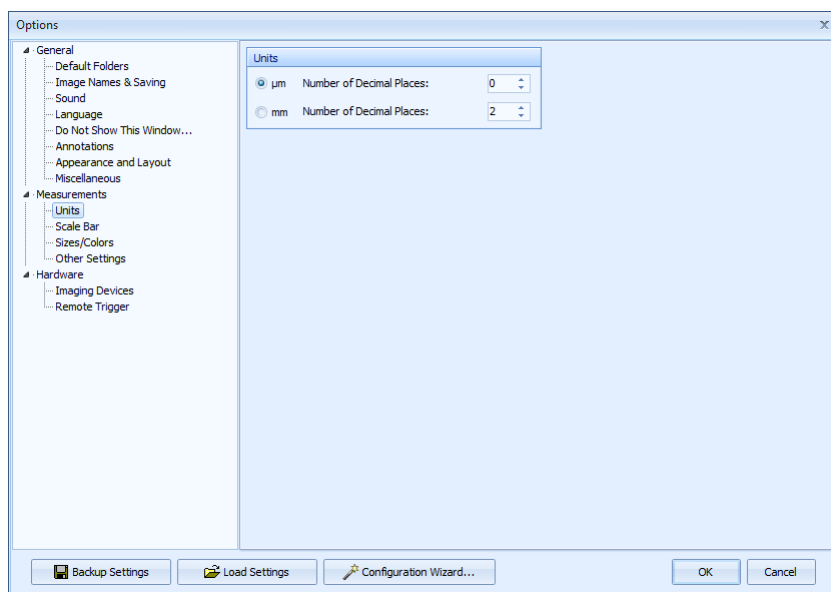 Options
x
General
Default Folders
Image Names & Saving
Sound
Language
Do Not Show This Window...
Annotations
Appearance and Layout
Miscellaneous
Measurements
Units
Scale Bar
Sizes/Colors
Other Settings
Hardware
Imaging Devices
Remote Trigger
Units
µm Number of Decimal Places: 0
mm Number of Decimal Places: 2
Backup Settings Load Settings Configuration Wizard... OK Cancel